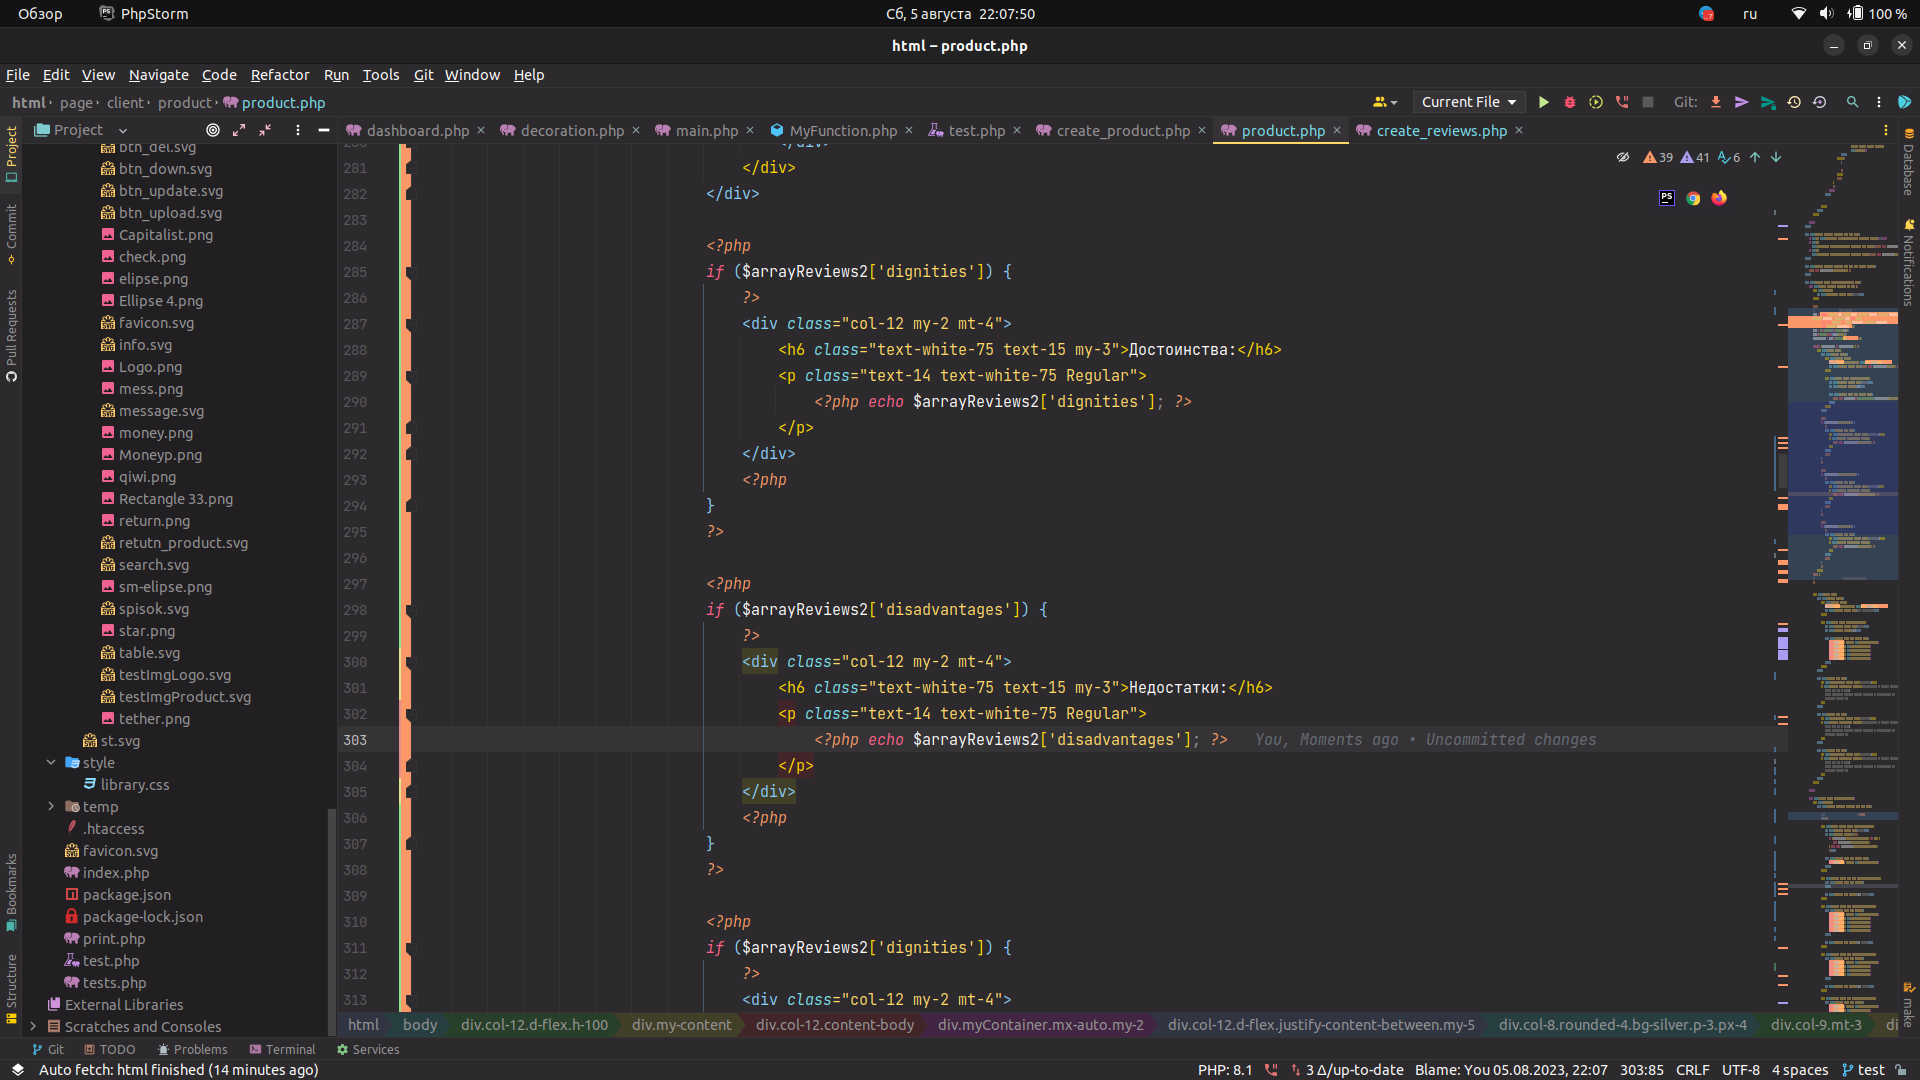 Обзор
PhpStorm
Сб, 5 августа 22:07:50
ru
100 %
html – product.php
File Edit View Navigate Code Refactor Run Tools Git Window Help
html › page › client › product › product.php
Current File
Git:
Project
dashboard.php
decoration.php
main.php
MyFunction.php
test.php
create_product.php
product.php
create_reviews.php
39 41 6
Project
Commit
Pull Requests
Bookmarks
Structure
Database
Notifications
make
btn_del.svg
btn_down.svg
btn_update.svg
btn_upload.svg
Capitalist.png
check.png
elipse.png
Ellipse 4.png
favicon.svg
info.svg
Logo.png
mess.png
message.svg
money.png
Moneyp.png
qiwi.png
Rectangle 33.png
return.png
retutn_product.svg
search.svg
sm-elipse.png
spisok.svg
star.png
table.svg
testImgLogo.svg
testImgProduct.svg
tether.png
st.svg
style
library.css
temp
.htaccess
favicon.svg
index.php
package.json
package-lock.json
print.php
test.php
tests.php
External Libraries
Scratches and Consoles
281 </div>
282 </div>
283
284 <?php
285 if ($arrayReviews2['dignities']) {
286 ?>
287 <div class="col-12 my-2 mt-4">
288 <h6 class="text-white-75 text-15 my-3">Достоинства:</h6>
289 <p class="text-14 text-white-75 Regular">
290 <?php echo $arrayReviews2['dignities']; ?>
291 </p>
292 </div>
293 <?php
294 }
295 ?>
296
297 <?php
298 if ($arrayReviews2['disadvantages']) {
299 ?>
300 <div class="col-12 my-2 mt-4">
301 <h6 class="text-white-75 text-15 my-3">Недостатки:</h6>
302 <p class="text-14 text-white-75 Regular">
303 <?php echo $arrayReviews2['disadvantages']; ?> You, Moments ago • Uncommitted changes
304 </p>
305 </div>
306 <?php
307 }
308 ?>
309
310 <?php
311 if ($arrayReviews2['dignities']) {
312 ?>
313 <div class="col-12 my-2 mt-4">
html body div.col-12.d-flex.h-100 div.my-content div.col-12.content-body div.myContainer.mx-auto.my-2 div.col-12.d-flex.justify-content-between.my-5 div.col-8.rounded-4.bg-silver.p-3.px-4 div.col-9.mt-3 di
Git TODO Problems Terminal Services
Auto fetch: html finished (14 minutes ago)
PHP: 8.1
3 Δ/up-to-date
Blame: You 05.08.2023, 22:07
303:85
CRLF
UTF-8
4 spaces
test